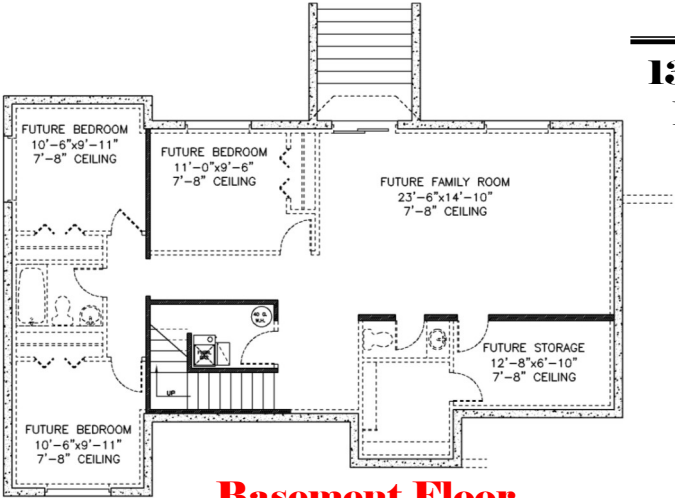 13
FUTURE BEDROOM
10'-6"x9'-11"
7'-8" CEILING
FUTURE BEDROOM
11'-0"x9'-6"
7'-8" CEILING
FUTURE FAMILY ROOM
23'-6"x14'-10"
7'-8" CEILING
40 G.
W.H.
FUTURE STORAGE
12'-8"x6'-10"
7'-8" CEILING
UP
FUTURE BEDROOM
10'-6"x9'-11"
7'-8" CEILING
Basement Floor